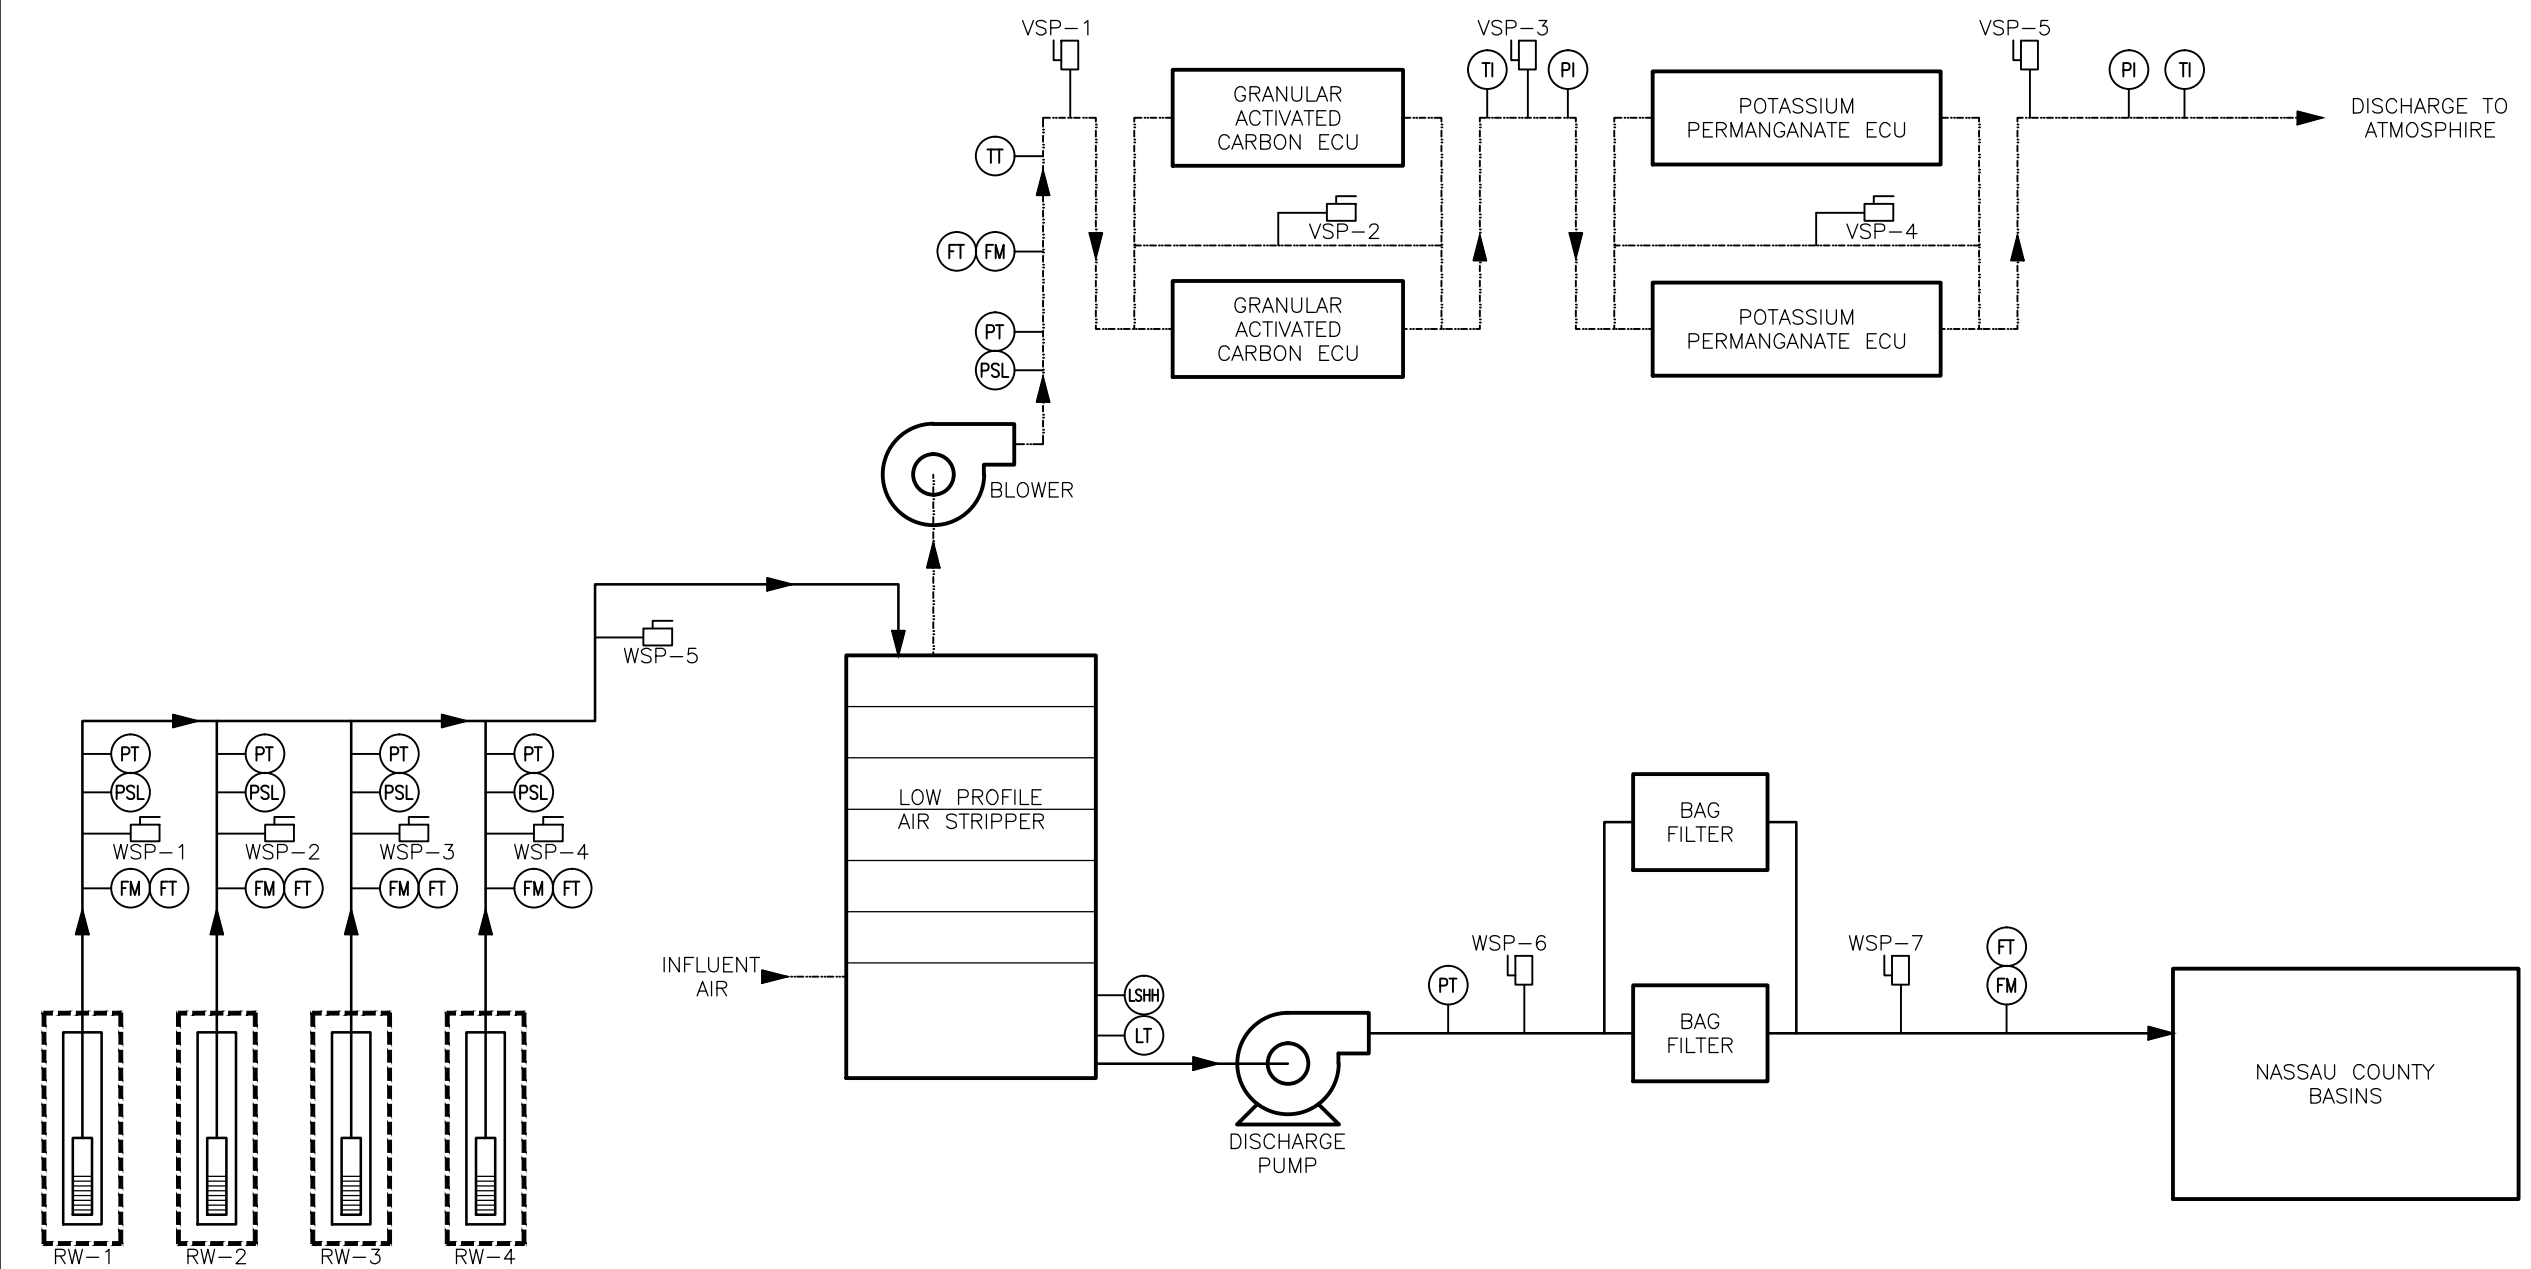 VSP-1
VSP-3
VSP-5
TI
PI
PI
TI
GRANULAR
ACTIVATED
CARBON ECU
POTASSIUM
PERMANGANATE ECU
DISCHARGE TO
ATMOSPHIRE
TT
VSP-2
VSP-4
FT
FM
PT
PSL
GRANULAR
ACTIVATED
CARBON ECU
POTASSIUM
PERMANGANATE ECU
BLOWER
WSP-5
PT
PSL
WSP-1
FM
FT
PT
PSL
WSP-2
FM
FT
PT
PSL
WSP-3
FM
FT
PT
PSL
WSP-4
FM
FT
LOW PROFILE
AIR STRIPPER
BAG
FILTER
INFLUENT
AIR
LSHH
LT
PT
WSP-6
WSP-7
FT
FM
BAG
FILTER
NASSAU COUNTY
BASINS
DISCHARGE
PUMP
RW-1
RW-2
RW-3
RW-4